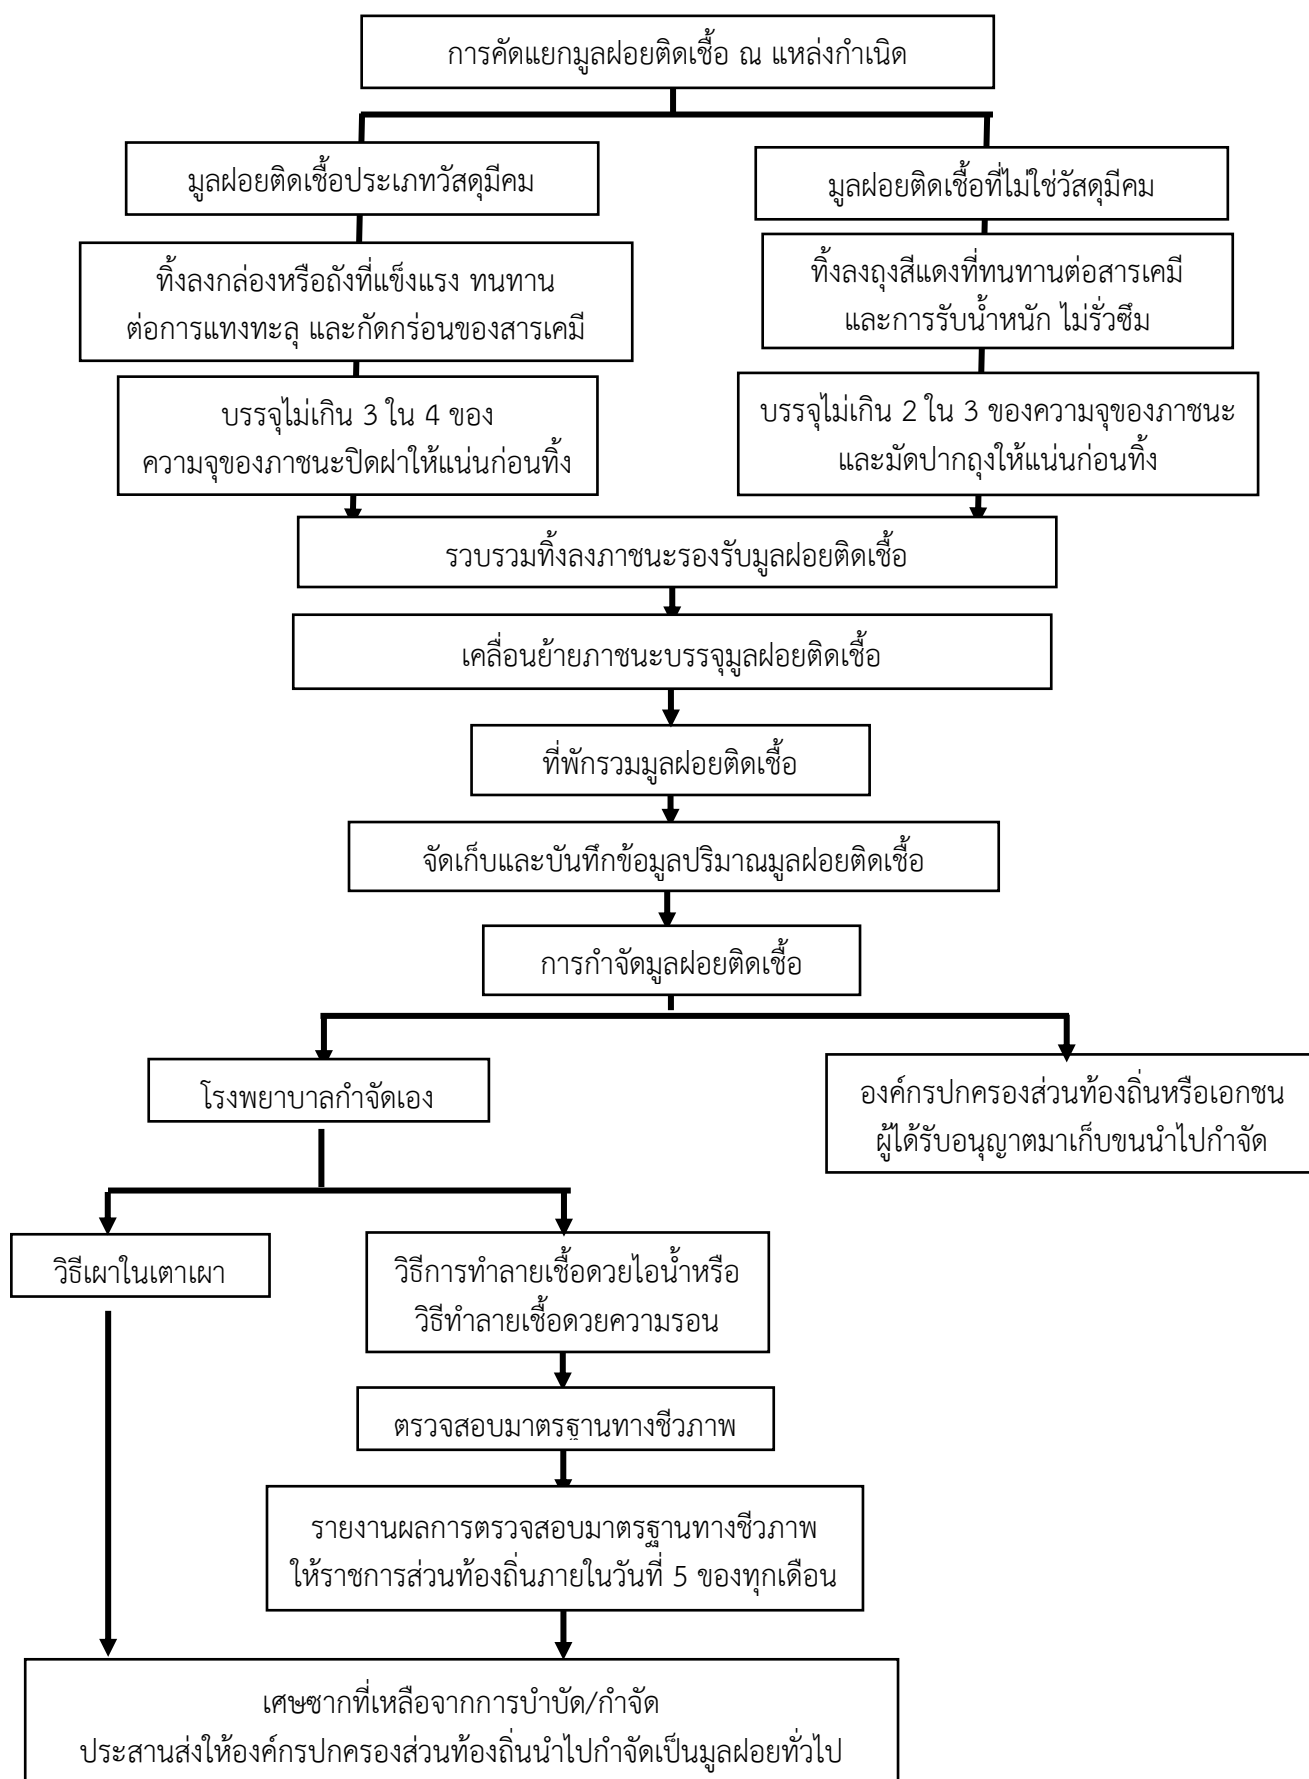 การคัดแยกมูลฝอยติดเชื้อ ณ แหล่งกำเนิด
มูลฝอยติดเชื้อประเภทวัสดุมีคม
มูลฝอยติดเชื้อที่ไม่ใช่วัสดุมีคม
ทิ้งลงกล่องหรือถังที่แข็งแรง ทนทาน
ต่อการแทงทะลุ และกัดกร่อนของสารเคมี
ทิ้งลงถุงสีแดงที่ทนทานต่อสารเคมี
และการรับน้ำหนัก ไม่รั่วซึม
บรรจุไม่เกิน 3 ใน 4 ของ
ความจุของภาชนะปิดฝาให้แน่นก่อนทิ้ง
บรรจุไม่เกิน 2 ใน 3 ของความจุของภาชนะ
และมัดปากถุงให้แน่นก่อนทิ้ง
รวบรวมทิ้งลงภาชนะรองรับมูลฝอยติดเชื้อ
เคลื่อนย้ายภาชนะบรรจุมูลฝอยติดเชื้อ
ที่พักรวมมูลฝอยติดเชื้อ
จัดเก็บและบันทึกข้อมูลปริมาณมูลฝอยติดเชื้อ
การกำจัดมูลฝอยติดเชื้อ
โรงพยาบาลกำจัดเอง
องค์กรปกครองส่วนท้องถิ่นหรือเอกชน
ผู้ได้รับอนุญาตมาเก็บขนนำไปกำจัด
วิธีเผาในเตาเผา
วิธีการทำลายเชื้อดวยไอน้ำหรือ
วิธีทำลายเชื้อดวยความรอน
ตรวจสอบมาตรฐานทางชีวภาพ
รายงานผลการตรวจสอบมาตรฐานทางชีวภาพ
ให้ราชการส่วนท้องถิ่นภายในวันที่ 5 ของทุกเดือน
เศษซากที่เหลือจากการบำบัด/กำจัด
ประสานส่งให้องค์กรปกครองส่วนท้องถิ่นนำไปกำจัดเป็นมูลฝอยทั่วไป